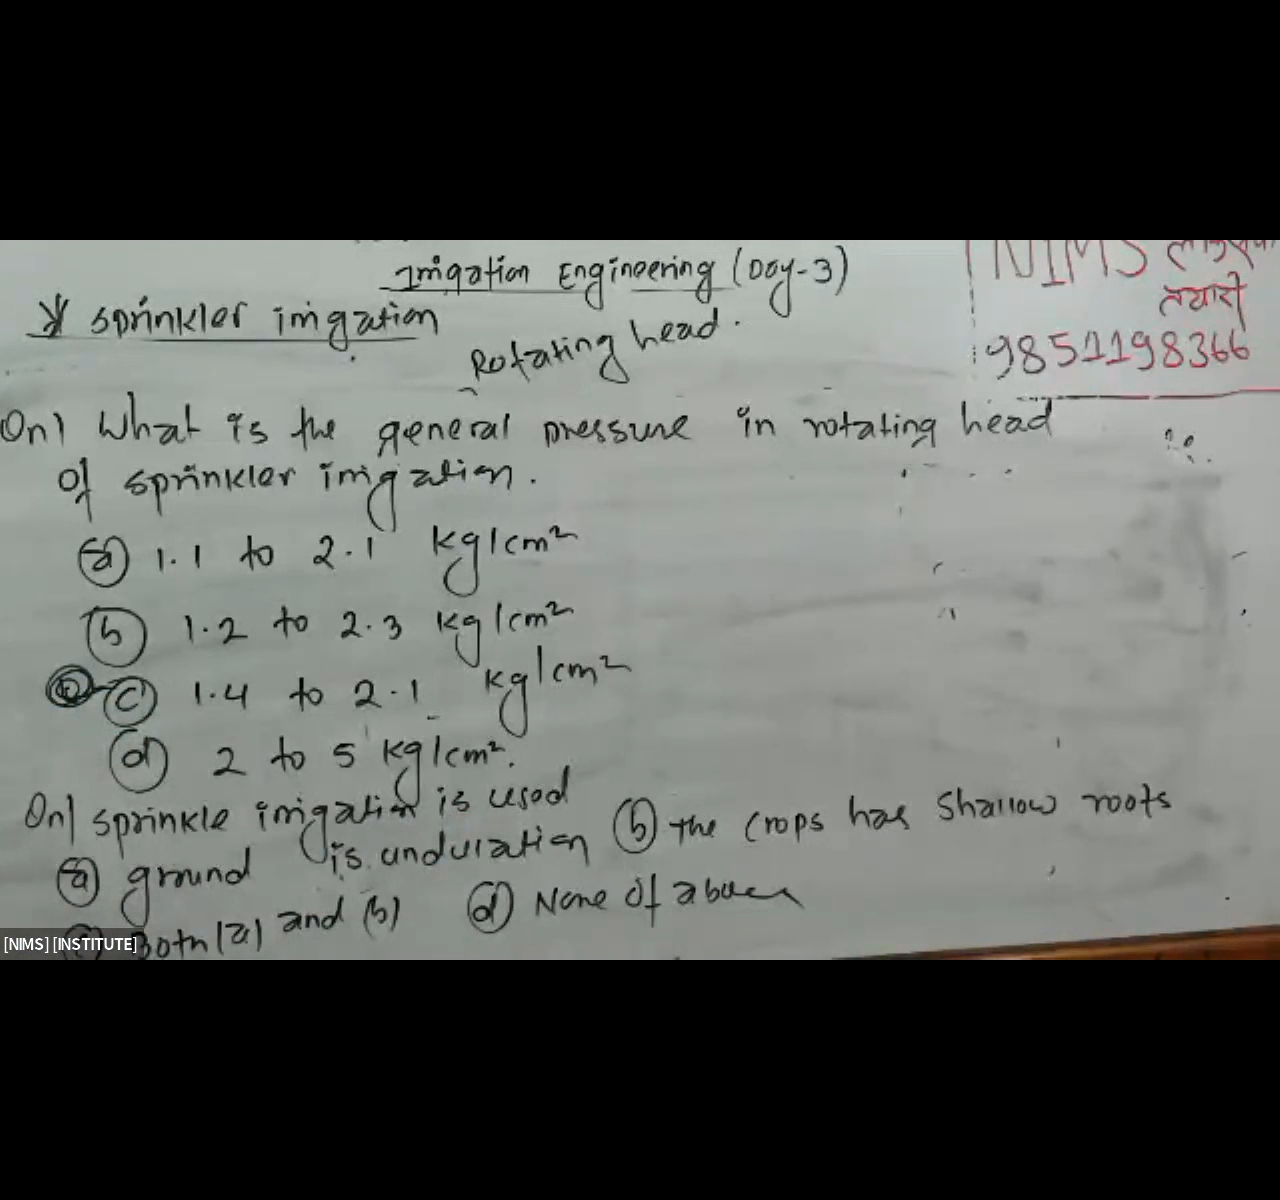 Irrigation Engineering (Day-3)
* sprinkler irrigation
Rotating head.
NIMS
तयारी
9851198366
Qn1 What is the general pressure in rotating head
of sprinkler irrigation.
(a) 1.1 to 2.1 kg/cm²
(b) 1.2 to 2.3 kg/cm²
(c) 1.4 to 2.1 kg/cm²
(d) 2 to 5 kg/cm².
Qn1 sprinkle irrigation is used
(a) ground is undulation (b) the crops has shallow roots
(c) Both (a) and (b) (d) None of above
[NIMS] [INSTITUTE]